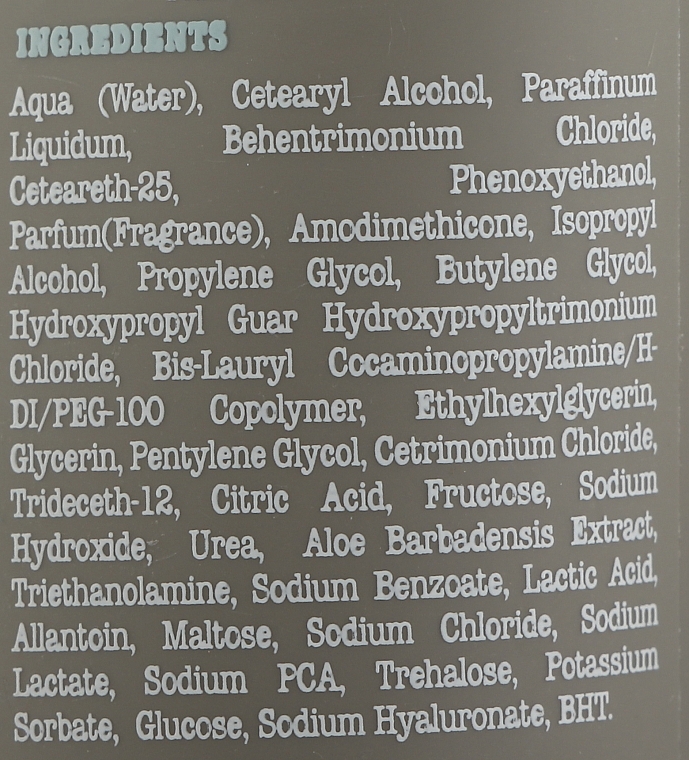 INGREDIENTS
Aqua (Water), Cetearyl Alcohol, Paraffinum
Liquidum, Behentrimonium Chloride,
Ceteareth-25, Phenoxyethanol,
Parfum(Fragrance), Amodimethicone, Isopropyl
Alcohol, Propylene Glycol, Butylene Glycol,
Hydroxypropyl Guar Hydroxypropyltrimonium
Chloride, Bis-Lauryl Cocaminopropylamine/H-
DI/PEG-100 Copolymer, Ethylhexylglycerin,
Glycerin, Pentylene Glycol, Cetrimonium Chloride,
Trideceth-12, Citric Acid, Fructose, Sodium
Hydroxide, Urea, Aloe Barbadensis Extract,
Triethanolamine, Sodium Benzoate, Lactic Acid,
Allantoin, Maltose, Sodium Chloride, Sodium
Lactate, Sodium PCA, Trehalose, Potassium
Sorbate, Glucose, Sodium Hyaluronate, BHT.